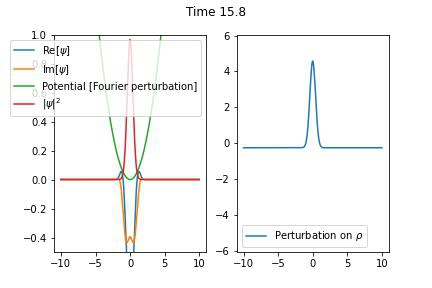 Time 15.8
Re[ψ]
Im[ψ]
Potential [Fourier perturbation]
|ψ|²
1.0
0.8
0.6
0.4
0.2
0.0
−0.2
−0.4
−10 −5 0 5 10
6
4
2
0
−2
−4
−6
Perturbation on ρ
−10 −5 0 5 10